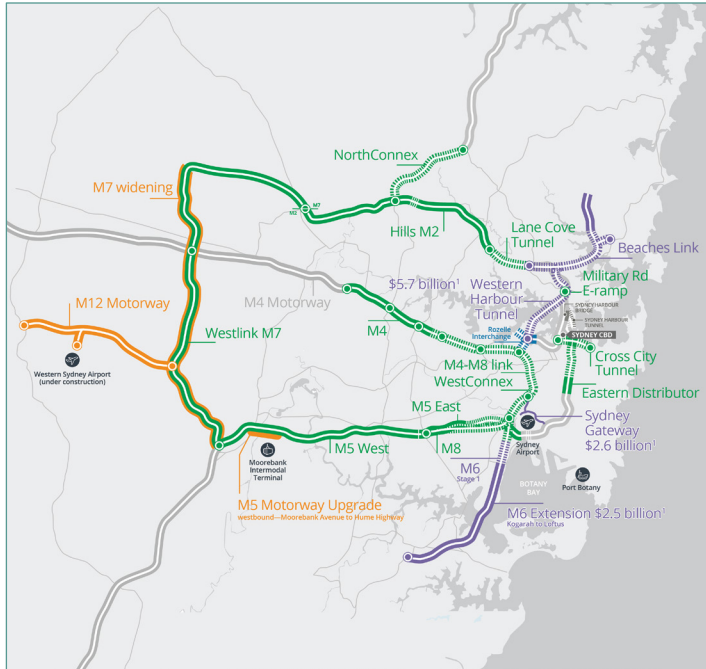 NorthConnex
M7 widening
M2
M7
Hills M2
Lane Cove
Tunnel
Beaches Link
$5.7 billion¹
Western
Harbour
Tunnel
Military Rd
E-ramp
M4 Motorway
M12 Motorway
SYDNEY HARBOUR
BRIDGE
SYDNEY HARBOUR
TUNNEL
Westlink M7
M4
Rozelle
Interchange
SYDNEY CBD
Western Sydney Airport
(under construction)
M4-M8 link
WestConnex
Cross City
Tunnel
Eastern Distributor
M5 East
Sydney
Gateway
$2.6 billion¹
M5 West
M8
Sydney
Airport
Moorebank
Intermodal
Terminal
M6
Stage 1
BOTANY
BAY
Port Botany
M5 Motorway Upgrade
westbound—Moorebank Avenue to Hume Highway
M6 Extension $2.5 billion¹
Kogarah to Loftus